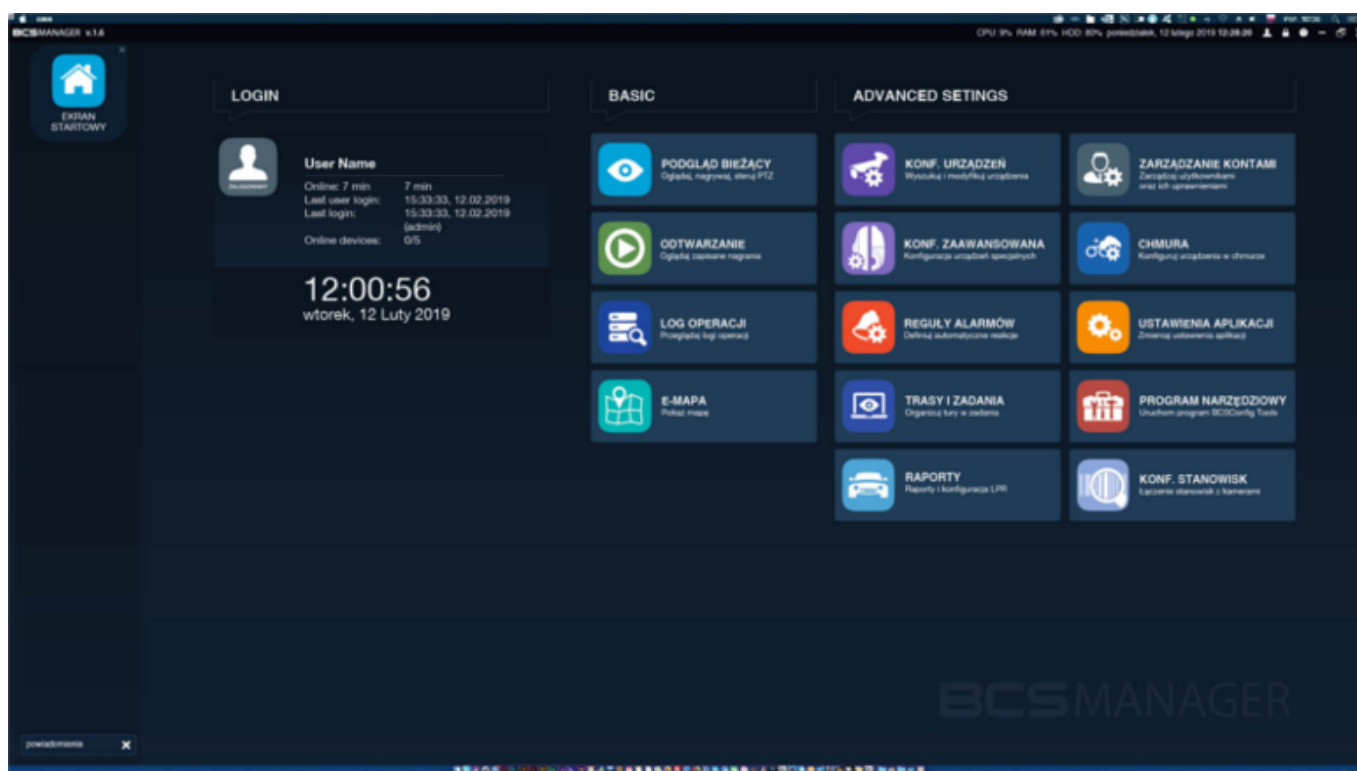 BCSMANAGER v.1.6
CPU: 9% RAM: 61% HDD: 80% poniedziałek, 12 lutego 2019
EKRAN
STARTOWY
LOGIN
User Name
Online: 7 min 7 min
Last user login: 15:33:33, 12.02.2019
Last login: 15:33:33, 12.02.2019
(admin)
Online devices: 0/5
12:00:56
wtorek, 12 Luty 2019
BASIC
PODGLĄD BIEŻĄCY
Oglądaj, nagrywaj, steruj PTZ
ODTWARZANIE
Oglądaj zapisane nagrania
LOG OPERACJI
Przeglądaj logi operacji
E-MAPA
Pokaż mapę
ADVANCED SETINGS
KONF. URZĄDZEŃ
Wyszukaj i modyfikuj urządzenia
ZARZĄDZANIE KONTAMI
Zarządzaj użytkownikami
oraz ich uprawnieniami
KONF. ZAAWANSOWANA
Konfiguracja urządzeń specjalnych
CHMURA
Konfiguruj urządzenia w chmurze
REGUŁY ALARMÓW
Definiuj automatyczne reakcje
USTAWIENIA APLIKACJI
Zmieniaj ustawienia aplikacji
TRASY I ZADANIA
Organizuj tury w zadania
PROGRAM NARZĘDZIOWY
Uruchom program BCSConfig Tools
RAPORTY
Raporty i konfiguracja LPR
KONF. STANOWISK
Łączenie stanowisk z kamerami
BCSMANAGER
powiadomienia